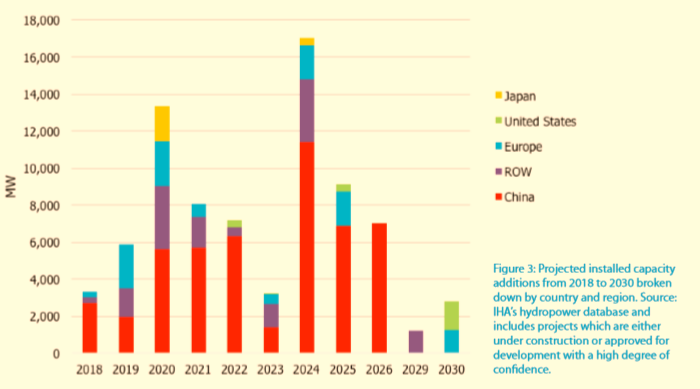 18,000
16,000
14,000
12,000
10,000
8,000
6,000
4,000
2,000
0
MW
2018 2019 2020 2021 2022 2023 2024 2025 2026 2029 2030
Japan
United States
Europe
ROW
China
Figure 3: Projected installed capacity
additions from 2018 to 2030 broken
down by country and region. Source:
IHA's hydropower database and
includes projects which are either
under construction or approved for
development with a high degree of
confidence.